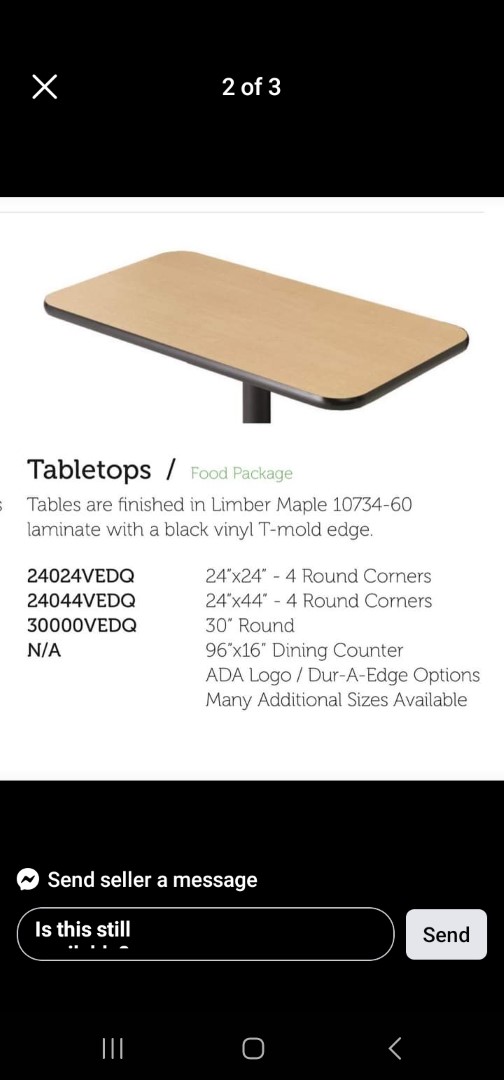 2 of 3
Tabletops / Food Package
s Tables are finished in Limber Maple 10734-60
laminate with a black vinyl T-mold edge.
24024VEDQ 24"x24" - 4 Round Corners
24044VEDQ 24"x44" - 4 Round Corners
30000VEDQ 30" Round
N/A 96"x16" Dining Counter
ADA Logo / Dur-A-Edge Options
Many Additional Sizes Available
Send seller a message
Is this still
Send